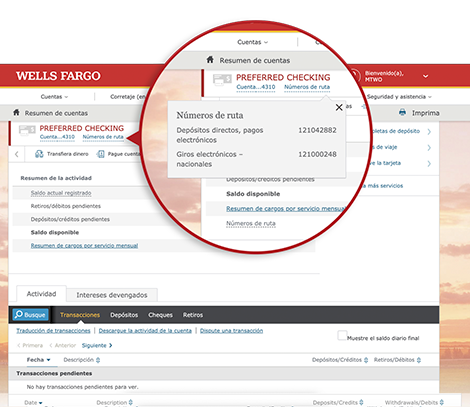 WELLS FARGO
Bienvenido(a),
MTWO
Cuentas
Corretaje
Seguridad y asistencia
Resumen de cuentas
Imprima
PREFERRED CHECKING
Cuenta...4310 Números de ruta
Transfiera dinero
Pague cuentas
Resumen de la actividad
Saldo actual registrado
Retiros/débitos pendientes
Depósitos/créditos pendientes
Saldo disponible
Resumen de cargos por servicio mensual
Cuentas
Resumen de cuentas
PREFERRED CHECKING
Cuenta...4310 Números de ruta
Números de ruta
Depósitos directos, pagos
electrónicos
121042882
Giros electrónicos –
nacionales
121000248
Depósitos/créditos pendientes
Saldo disponible
Resumen de cargos por servicio mensual
Números de ruta
de depósito
de viaje
la tarjeta
más servicios
Actividad
Intereses devengados
Busque
Transacciones
Depósitos
Cheques
Retiros
Traducción de transacciones | Descargue la actividad de la cuenta | Dispute una transacción
Muestre el saldo diario final
< Primera < Anterior Siguiente >
Fecha Descripción Depósitos/Créditos Retiros/Débitos
Transacciones pendientes
No hay transacciones pendientes para ver.
Date Description Deposits/Credits Withdrawals/Debits